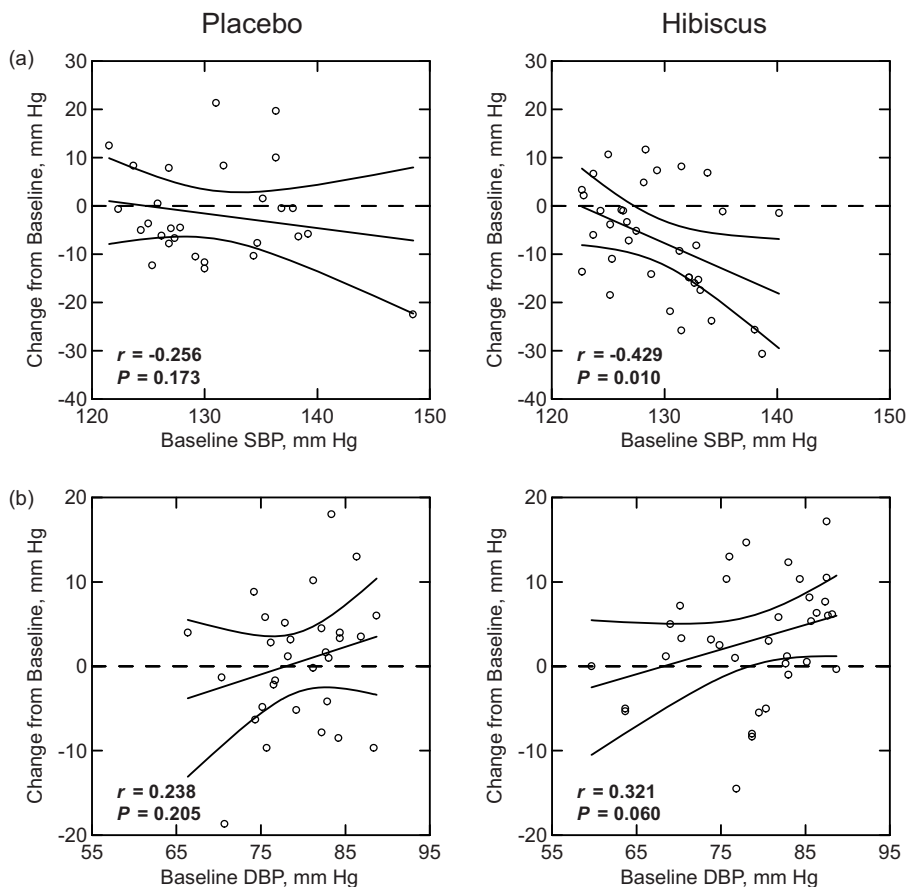 Placebo
Hibiscus
(a)
Change from Baseline, mm Hg
30
20
10
0
-10
-20
-30
-40
r = -0.256
P = 0.173
120
130
140
150
Baseline SBP, mm Hg
Change from Baseline, mm Hg
30
20
10
0
-10
-20
-30
-40
r = -0.429
P = 0.010
120
130
140
150
Baseline SBP, mm Hg
(b)
Change from Baseline, mm Hg
20
10
0
-10
-20
r = 0.238
P = 0.205
55
65
75
85
95
Baseline DBP, mm Hg
Change from Baseline, mm Hg
20
10
0
-10
-20
r = 0.321
P = 0.060
55
65
75
85
95
Baseline DBP, mm Hg